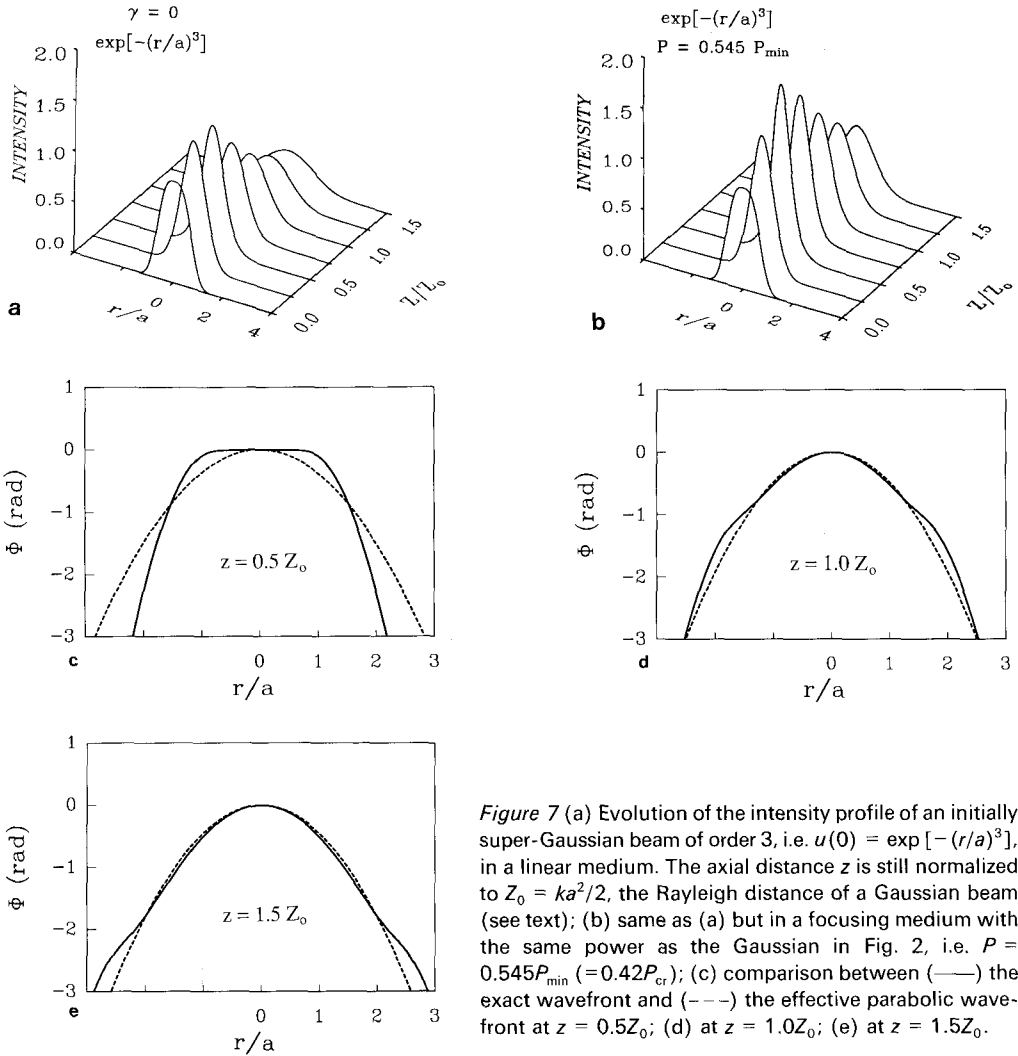 γ = 0
exp[−(r/a)³]
2.0
1.5
1.0
0.5
0.0
INTENSITY
0
2
4
r/a
0.0
0.5
1.0
1.5
Z/Z₀
a
exp[−(r/a)³]
P = 0.545 Pmin
2.0
1.5
1.0
0.5
0.0
INTENSITY
0
2
4
r/a
0.0
0.5
1.0
1.5
Z/Z₀
b
1
0
−1
−2
−3
Φ (rad)
z = 0.5 Z₀
0 1 2 3
r/a
c
1
0
−1
−2
−3
Φ (rad)
z = 1.0 Z₀
0 1 2 3
r/a
d
1
0
−1
−2
−3
Φ (rad)
z = 1.5 Z₀
0 1 2 3
r/a
e
Figure 7 (a) Evolution of the intensity profile of an initially
super-Gaussian beam of order 3, i.e. u(0) = exp [−(r/a)³],
in a linear medium. The axial distance z is still normalized
to Z₀ = ka²/2, the Rayleigh distance of a Gaussian beam
(see text); (b) same as (a) but in a focusing medium with
the same power as the Gaussian in Fig. 2, i.e. P =
0.545Pmin (=0.42Pcr); (c) comparison between (——) the
exact wavefront and (---) the effective parabolic wave-
front at z = 0.5Z₀; (d) at z = 1.0Z₀; (e) at z = 1.5Z₀.